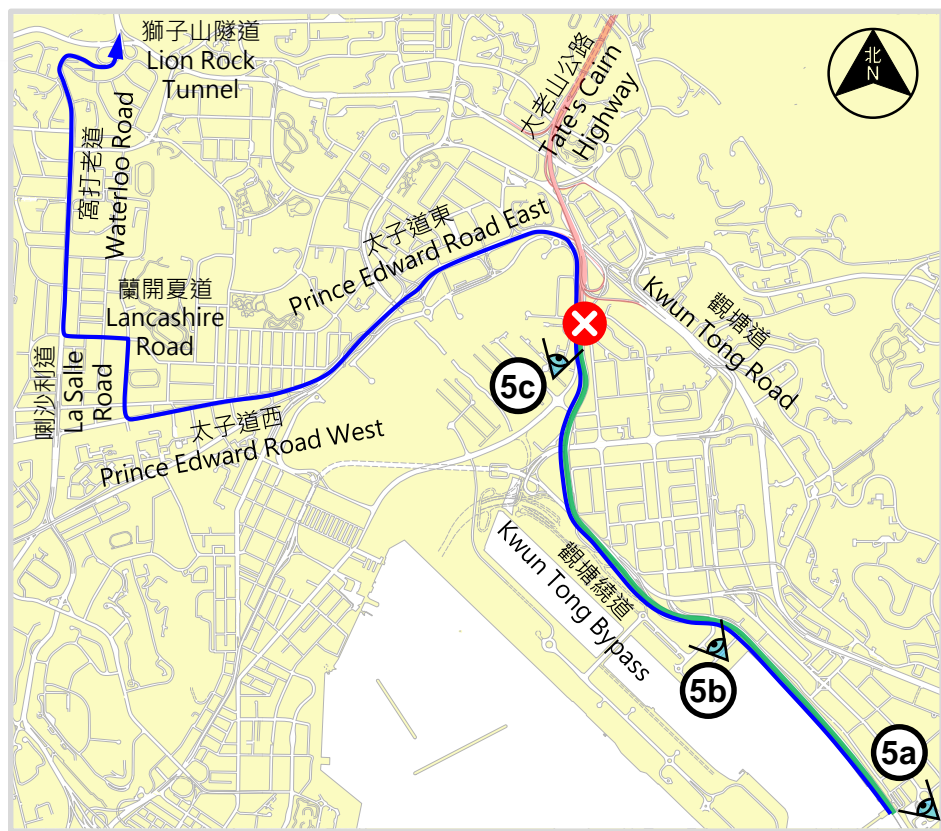 獅子山隧道
Lion Rock
Tunnel
北
N
大老山公路
Tate's Cairn
Highway
窩打老道
Waterloo Road
太子道東
Prince Edward Road East
蘭開夏道
Lancashire
Road
觀塘道
Kwun Tong Road
喇沙利道
La Salle
Road
5c
太子道西
Prince Edward Road West
觀塘繞道
Kwun Tong Bypass
5b
5a